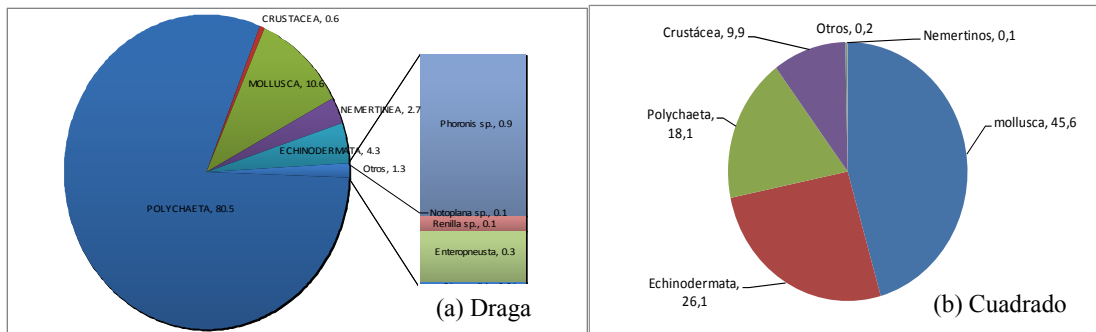 CRUSTACEA, 0.6
MOLLUSCA, 10.6
NEMERTINEA, 2.7
ECHINODERMATA, 4.3
Otros, 1.3
POLYCHAETA, 80.5
Phoronis sp., 0.9
Notoplana sp., 0.1
Renilla sp., 0.1
Enteropneusta, 0.3
(a) Draga
Otros, 0,2
Nemertinos, 0,1
Crustácea, 9,9
Polychaeta,
18,1
mollusca, 45,6
Echinodermata,
26,1
(b) Cuadrado